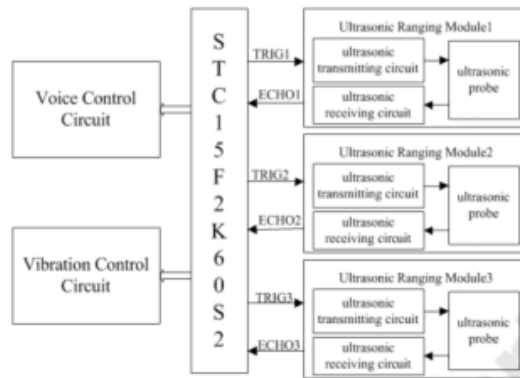 Voice Control
Circuit
Vibration Control
Circuit
S
T
C
1
5
F
2
K
6
0
S
2
TRIG1
ECHO1
TRIG2
ECHO2
TRIG3
ECHO3
Ultrasonic Ranging Module1
ultrasonic
transmitting circuit
ultrasonic
receiving circuit
ultrasonic
probe
Ultrasonic Ranging Module2
ultrasonic
transmitting circuit
ultrasonic
receiving circuit
ultrasonic
probe
Ultrasonic Ranging Module3
ultrasonic
transmitting circuit
ultrasonic
receiving circuit
ultrasonic
probe